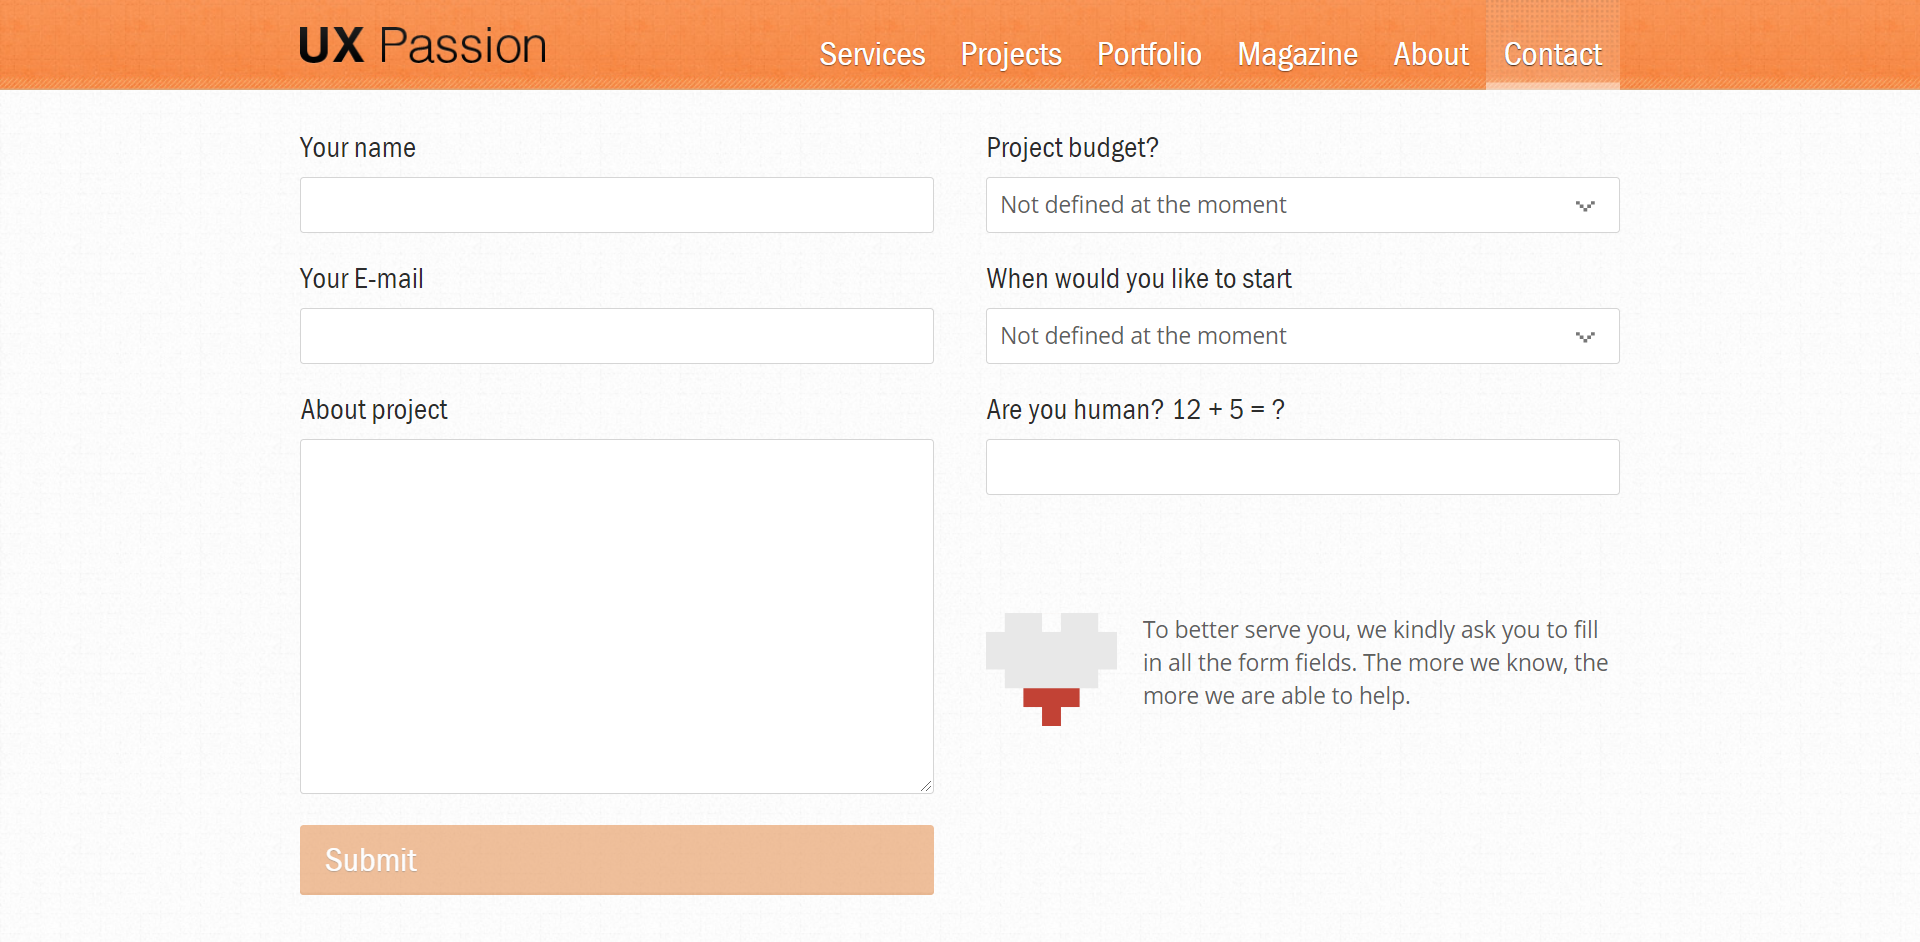 UX Passion
Services Projects Portfolio Magazine About Contact
Your name
Your E-mail
About project
Submit
Project budget?
Not defined at the moment
When would you like to start
Not defined at the moment
Are you human? 12 + 5 = ?
To better serve you, we kindly ask you to fill
in all the form fields. The more we know, the
more we are able to help.